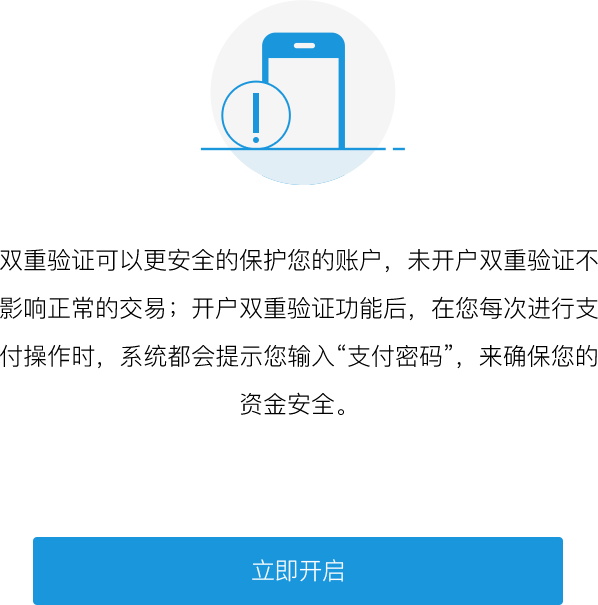 双重验证可以更安全的保护您的账户，未开户双重验证不
影响正常的交易；开户双重验证功能后，在您每次进行支
付操作时，系统都会提示您输入“支付密码”，来确保您的
资金安全。
立即开启